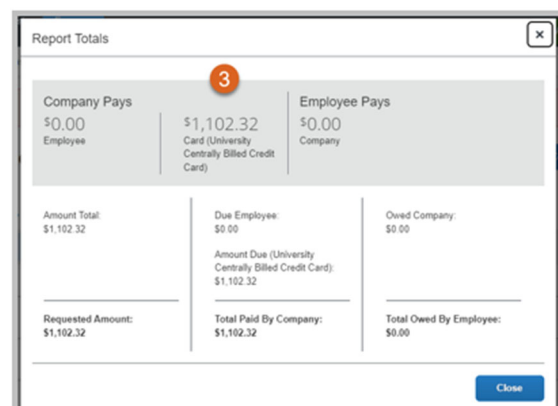 Report Totals
×
3
Company Pays
Employee Pays
$0.00
$1,102.32
$0.00
Employee
Card (University
Centrally Billed Credit
Card)
Company
Amount Total:
$1,102.32
Due Employee:
$0.00
Owed Company:
$0.00
Amount Due (University
Centrally Billed Credit Card):
$1,102.32
Requested Amount:
$1,102.32
Total Paid By Company:
$1,102.32
Total Owed By Employee:
$0.00
Close